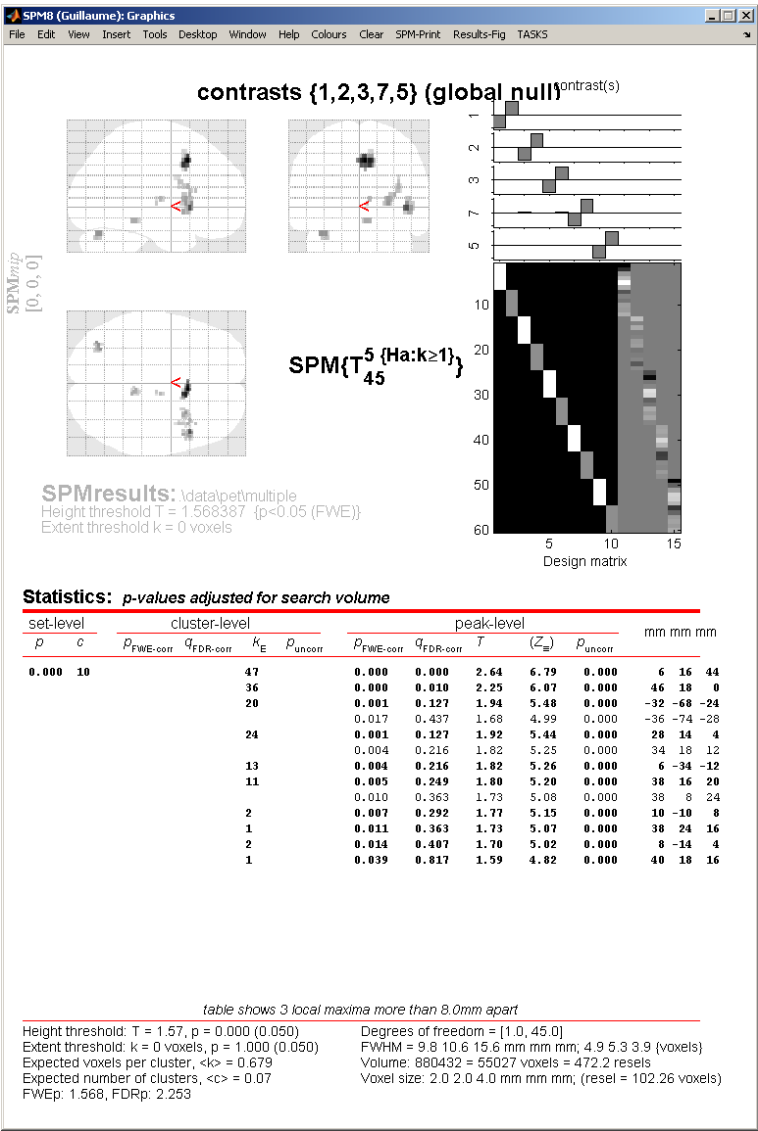 SPM8 (Guillaume): Graphics
File Edit View Insert Tools Desktop Window Help Colours Clear SPM-Print Results-Fig TASKS
contrasts {1,2,3,7,5} (global null)
contrast(s)
1
2
3
7
5
<
<
<
SPMmip
[0, 0, 0]
SPM{T45 5 {Ha:k≥1}}
10
20
30
40
50
60
5 10 15
Design matrix
SPMresults: .\data\pet\multiple
Height threshold T = 1.568387 {p<0.05 (FWE)}
Extent threshold k = 0 voxels
Statistics: p-values adjusted for search volume
set-level cluster-level peak-level mm mm mm
p c pFWE-corr qFDR-corr kE puncorr pFWE-corr qFDR-corr T (Z≡) puncorr
0.000 10 47 0.000 0.000 2.64 6.79 0.000 6 16 44
36 0.000 0.010 2.25 6.07 0.000 46 18 0
20 0.001 0.127 1.94 5.48 0.000 -32 -68 -24
0.017 0.437 1.68 4.99 0.000 -36 -74 -28
24 0.001 0.127 1.92 5.44 0.000 28 14 4
0.004 0.216 1.82 5.25 0.000 34 18 12
13 0.004 0.216 1.82 5.26 0.000 6 -34 -12
11 0.005 0.249 1.80 5.20 0.000 38 16 20
0.010 0.363 1.73 5.08 0.000 38 8 24
2 0.007 0.292 1.77 5.15 0.000 10 -10 8
1 0.011 0.363 1.73 5.07 0.000 38 24 16
2 0.014 0.407 1.70 5.02 0.000 8 -14 4
1 0.039 0.817 1.59 4.82 0.000 40 18 16
table shows 3 local maxima more than 8.0mm apart
Height threshold: T = 1.57, p = 0.000 (0.050)
Extent threshold: k = 0 voxels, p = 1.000 (0.050)
Expected voxels per cluster, <k> = 0.679
Expected number of clusters, <c> = 0.07
FWEp: 1.568, FDRp: 2.253
Degrees of freedom = [1.0, 45.0]
FWHM = 9.8 10.6 15.6 mm mm mm; 4.9 5.3 3.9 {voxels}
Volume: 880432 = 55027 voxels = 472.2 resels
Voxel size: 2.0 2.0 4.0 mm mm mm; (resel = 102.26 voxels)